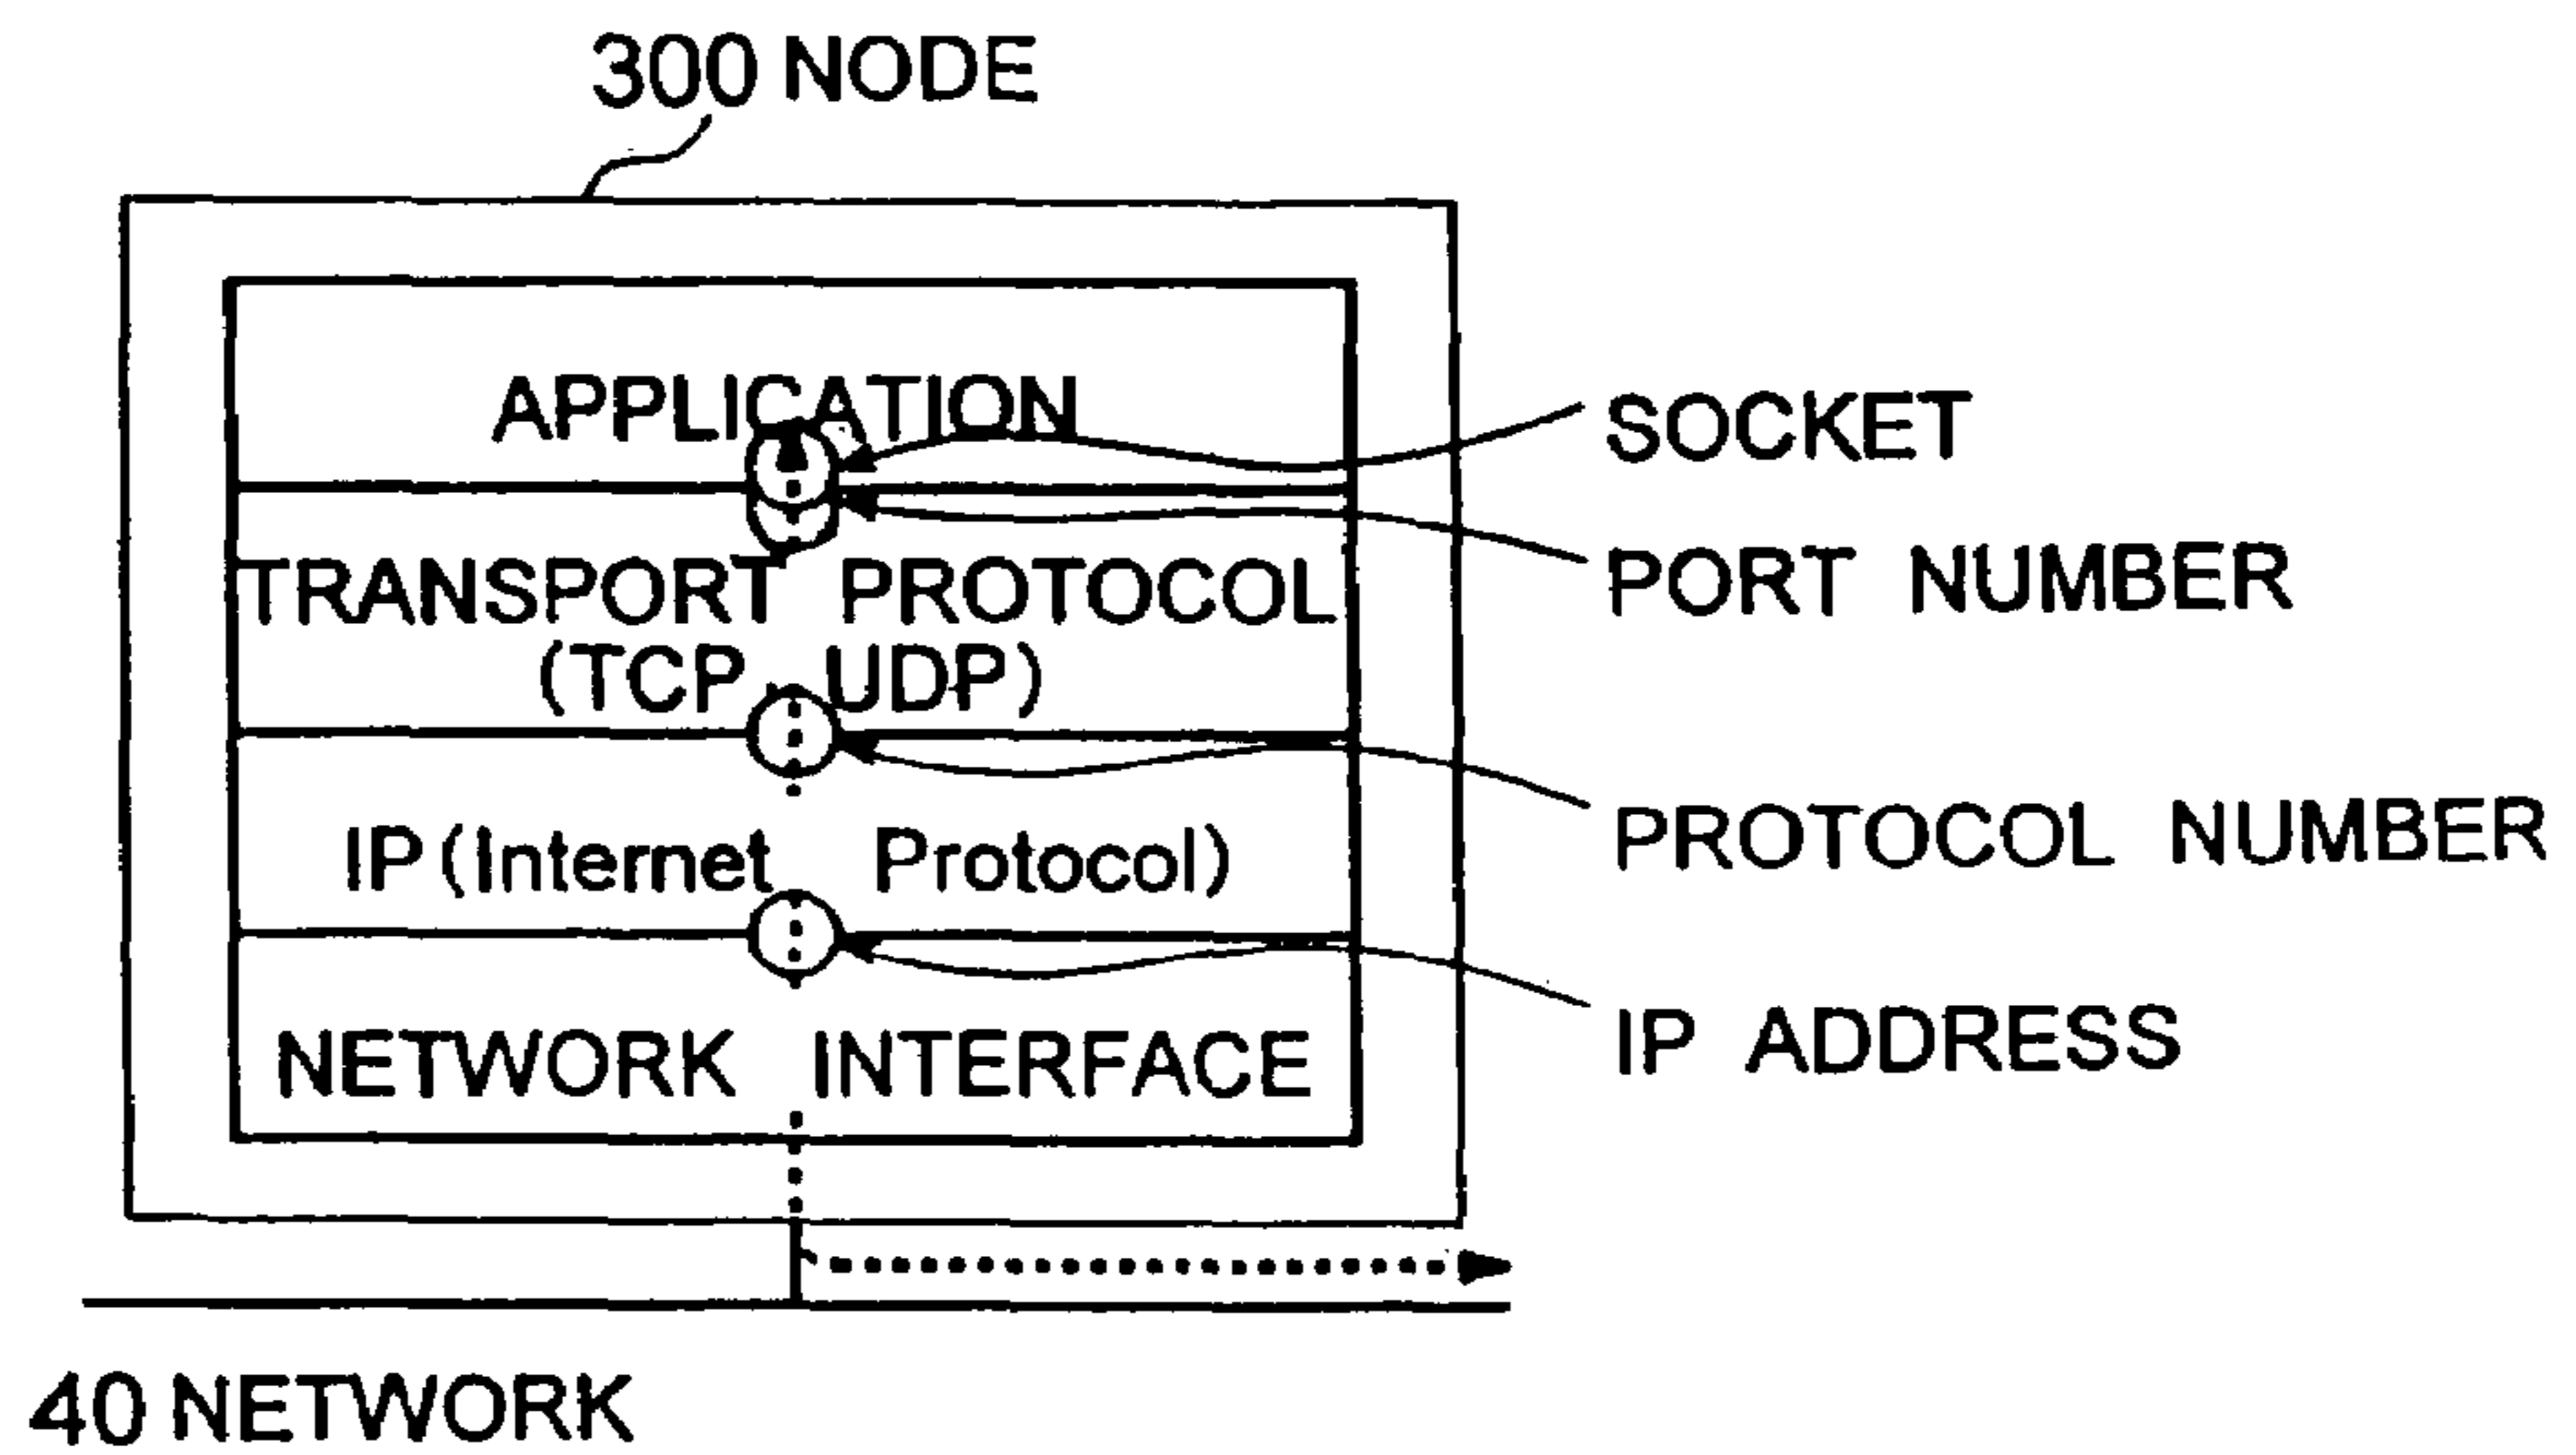 300 NODE
APPLICATION
SOCKET
PORT NUMBER
TRANSPORT PROTOCOL
(TCP, UDP)
PROTOCOL NUMBER
IP(Internet Protocol)
IP ADDRESS
NETWORK INTERFACE
40 NETWORK